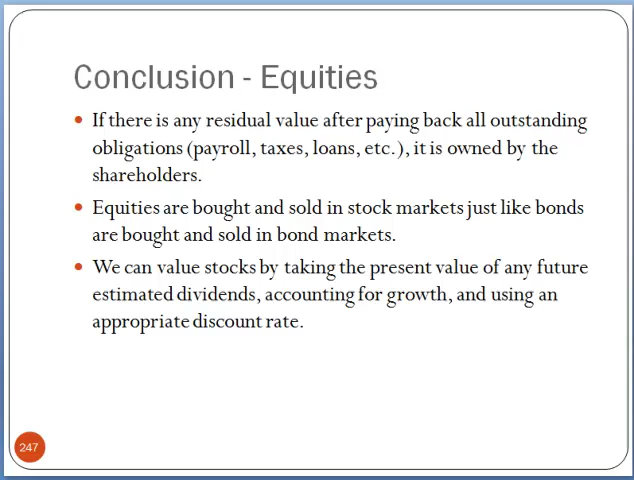 Conclusion - Equities
• If there is any residual value after paying back all outstanding
obligations (payroll, taxes, loans, etc.), it is owned by the
shareholders.
• Equities are bought and sold in stock markets just like bonds
are bought and sold in bond markets.
• We can value stocks by taking the present value of any future
estimated dividends, accounting for growth, and using an
appropriate discount rate.
247